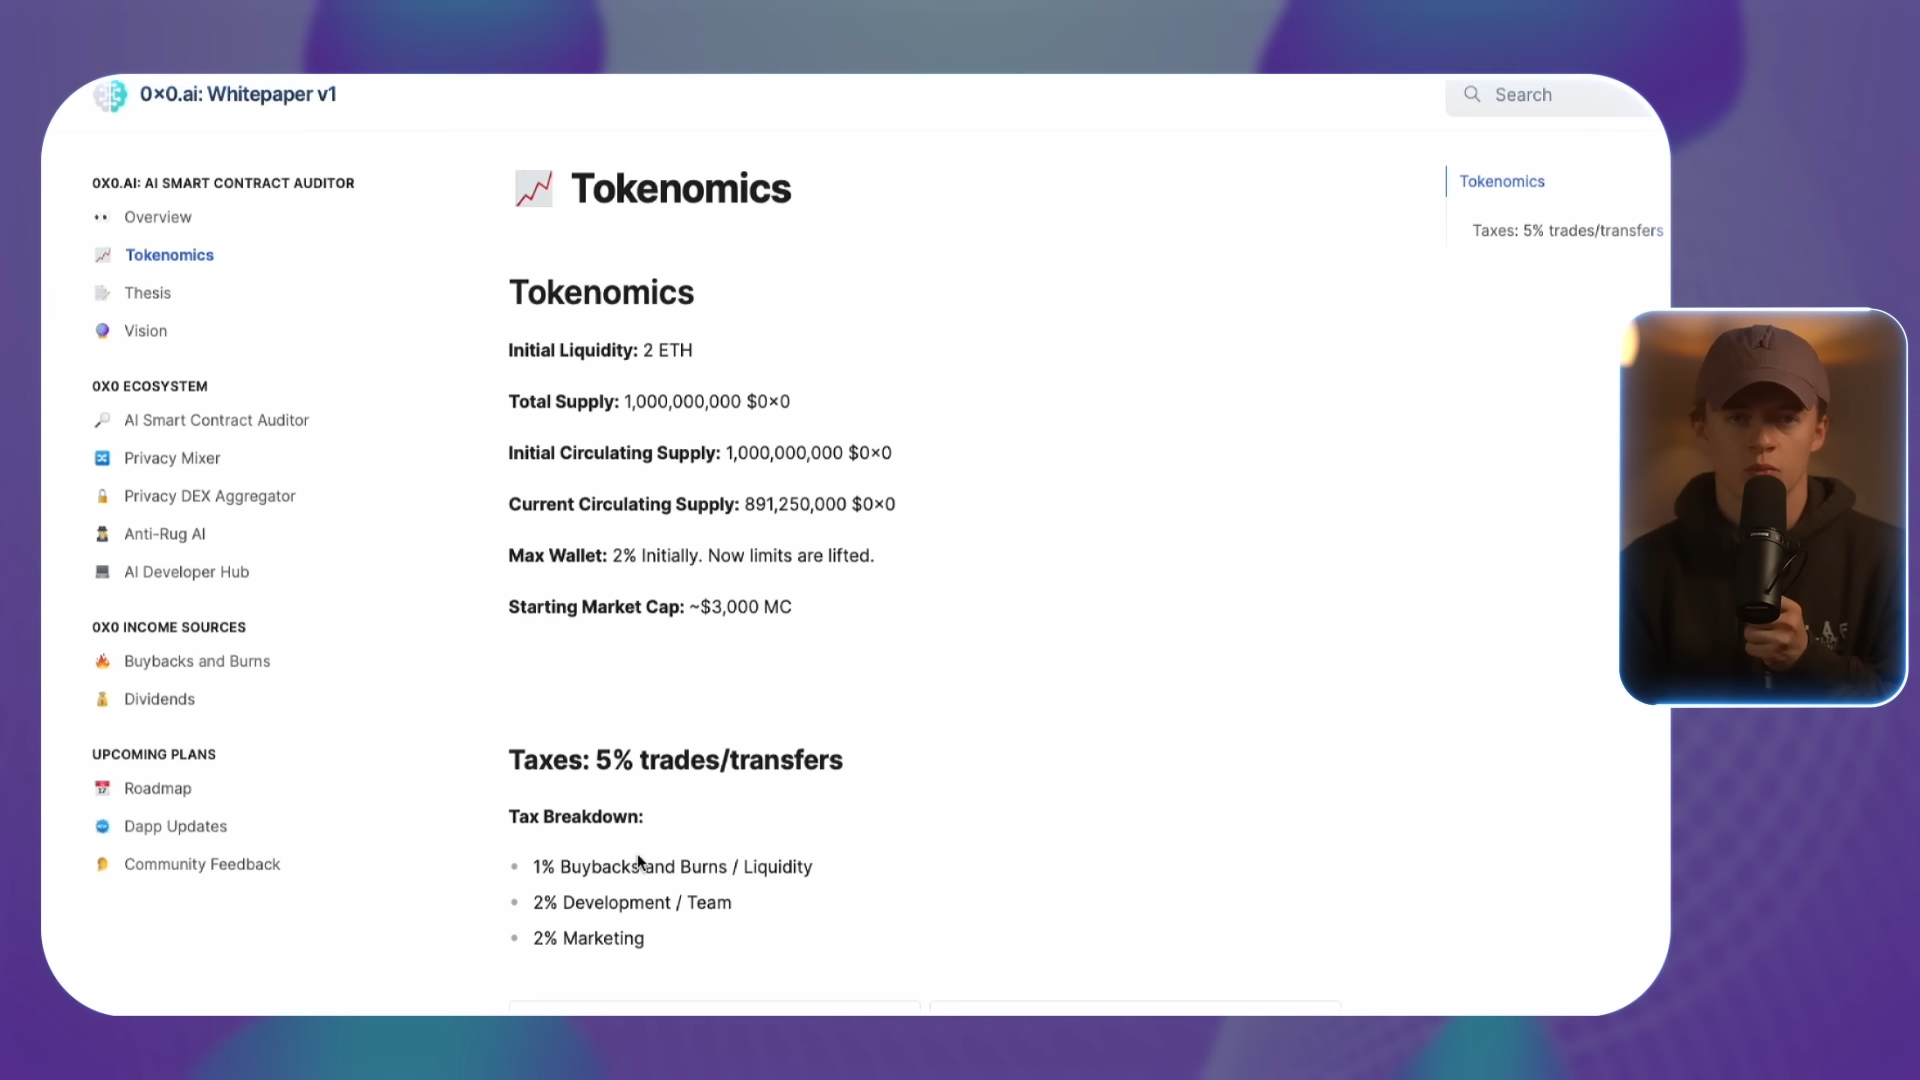 0×0.ai: Whitepaper v1
Search
0X0.AI: AI SMART CONTRACT AUDITOR
Overview
Tokenomics
Thesis
Vision
0X0 ECOSYSTEM
AI Smart Contract Auditor
Privacy Mixer
Privacy DEX Aggregator
Anti-Rug AI
AI Developer Hub
0X0 INCOME SOURCES
Buybacks and Burns
Dividends
UPCOMING PLANS
Roadmap
Dapp Updates
Community Feedback
Tokenomics
Tokenomics
Initial Liquidity: 2 ETH
Total Supply: 1,000,000,000 $0×0
Initial Circulating Supply: 1,000,000,000 $0×0
Current Circulating Supply: 891,250,000 $0×0
Max Wallet: 2% Initially. Now limits are lifted.
Starting Market Cap: ~$3,000 MC
Taxes: 5% trades/transfers
Tax Breakdown:
1% Buybacks and Burns / Liquidity
2% Development / Team
2% Marketing
Tokenomics
Taxes: 5% trades/transfers